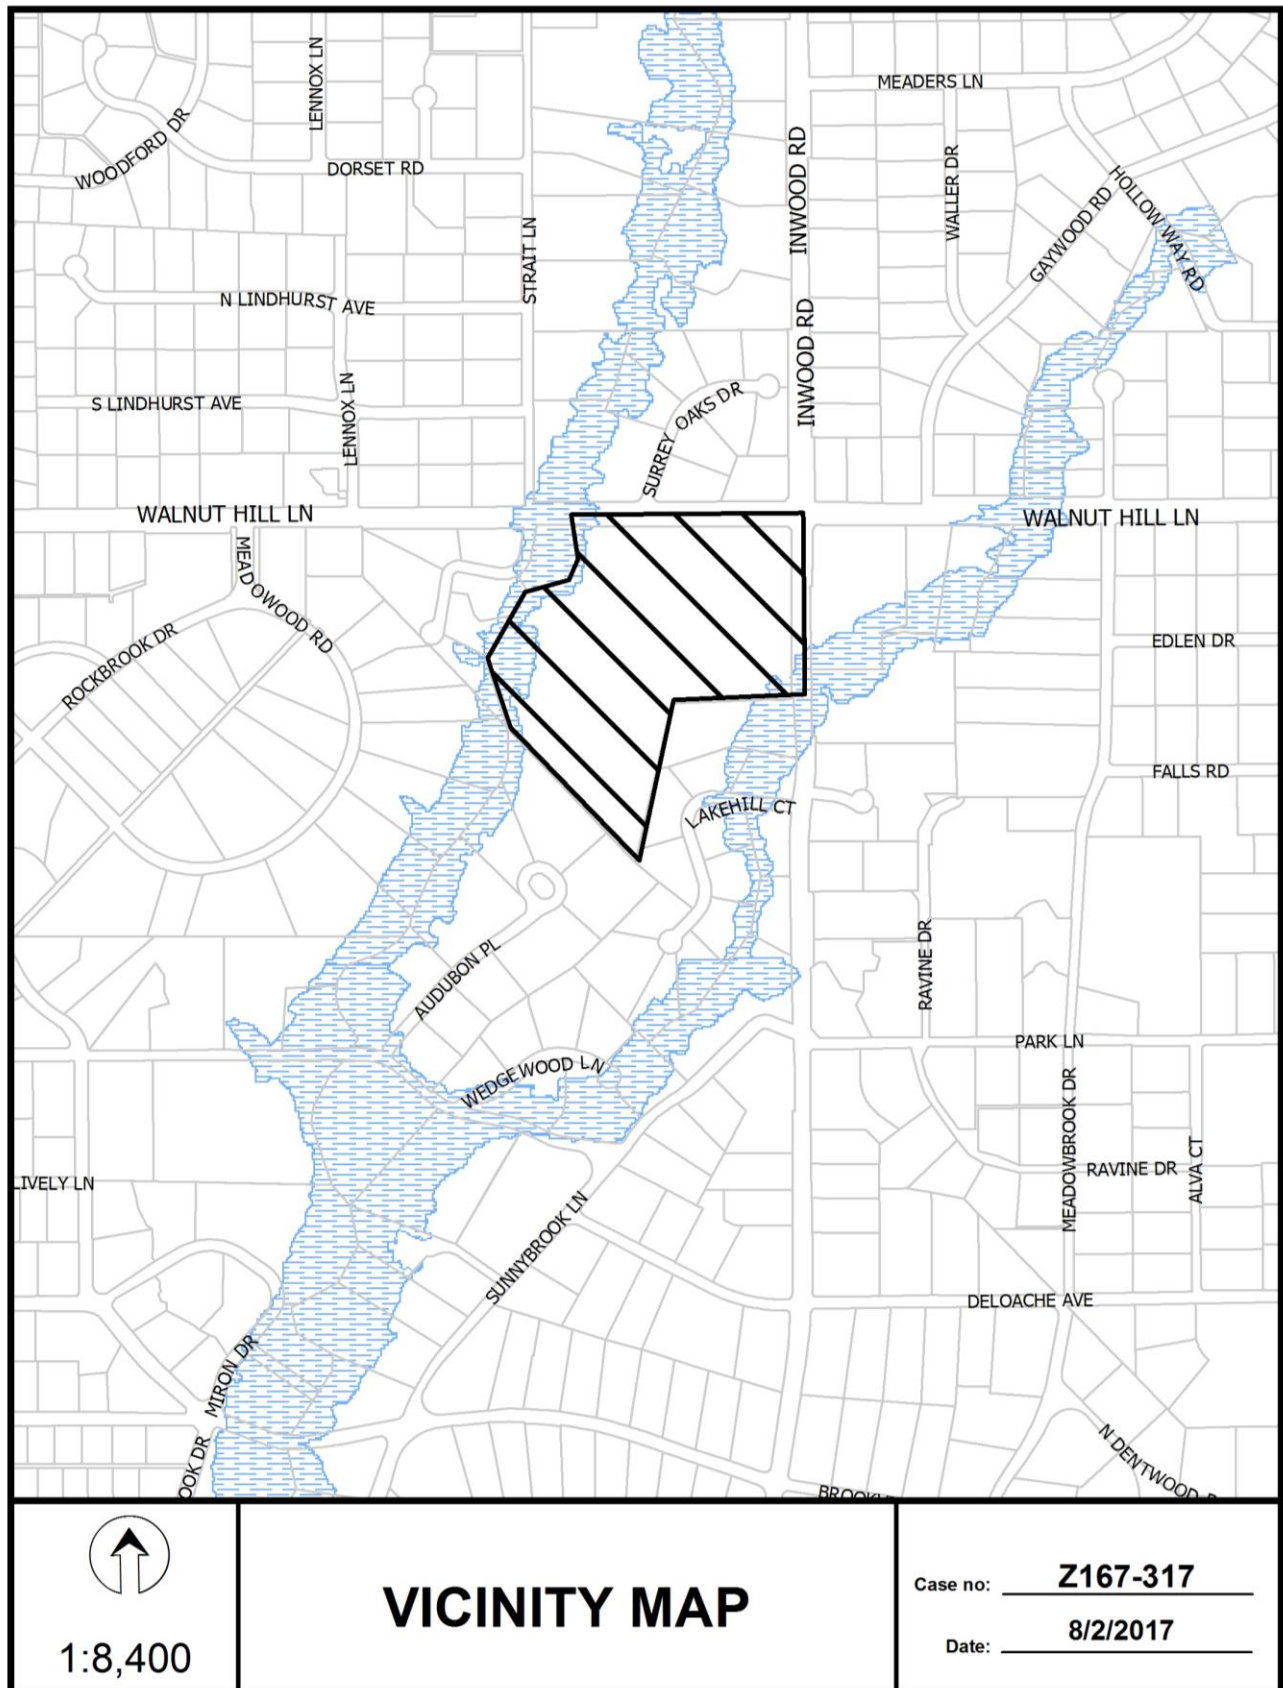 LENNOX LN
MEADERS LN
WOODFORD DR
DORSET RD
INWOOD RD
WALLER DR
HOLLOW WAY RD
GAYWOOD RD
STRAIT LN
N LINDHURST AVE
INWOOD RD
S LINDHURST AVE
LENNOX LN
SURREY OAKS DR
WALNUT HILL LN
WALNUT HILL LN
MEADOWOOD RD
ROCKBROOK DR
EDLEN DR
FALLS RD
LAKEHILL CT
AUDUBON PL
RAVINE DR
PARK LN
WEDGEWOOD LN
MEADOWBROOK DR
RAVINE DR
ALVA CT
LIVELY LN
SUNNYBROOK LN
DELOACHE AVE
MIRON DR
OOK DR
N DENTWOOD
1:8,400
VICINITY MAP
Case no: Z167-317
Date: 8/2/2017